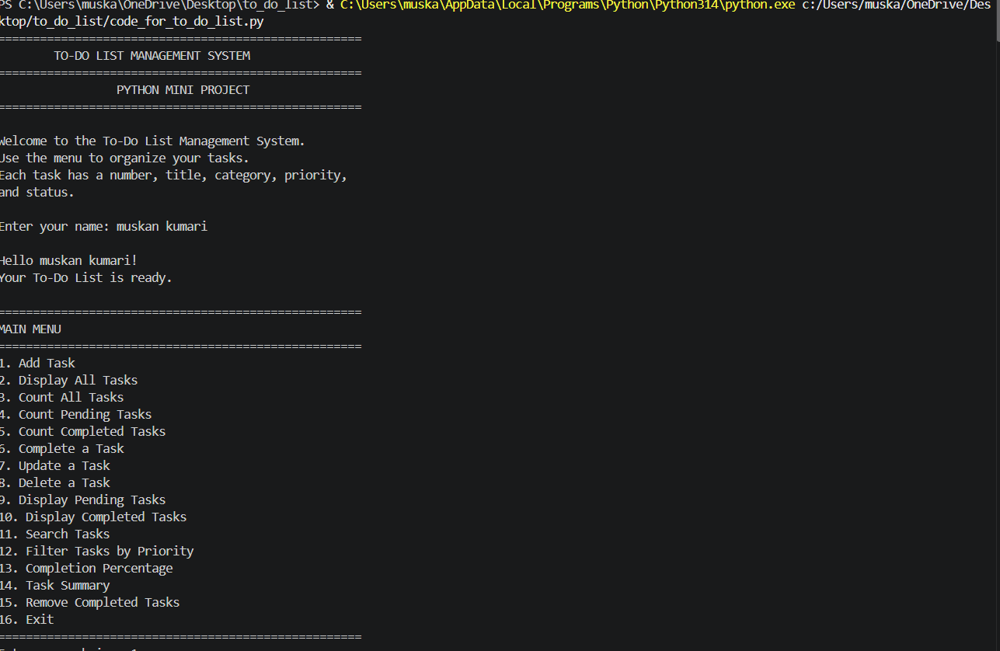 PS C:\Users\muska\OneDrive\Desktop\to_do_list> & C:\Users\muska\AppData\Local\Programs\Python\Python314\python.exe c:/Users/muska/OneDrive/Des
ktop/to_do_list/code_for_to_do_list.py
====================================================
TO-DO LIST MANAGEMENT SYSTEM
====================================================
PYTHON MINI PROJECT
====================================================
Welcome to the To-Do List Management System.
Use the menu to organize your tasks.
Each task has a number, title, category, priority,
and status.
Enter your name: muskan kumari
Hello muskan kumari!
Your To-Do List is ready.
====================================================
MAIN MENU
====================================================
1. Add Task
2. Display All Tasks
3. Count All Tasks
4. Count Pending Tasks
5. Count Completed Tasks
6. Complete a Task
7. Update a Task
8. Delete a Task
9. Display Pending Tasks
10. Display Completed Tasks
11. Search Tasks
12. Filter Tasks by Priority
13. Completion Percentage
14. Task Summary
15. Remove Completed Tasks
16. Exit
====================================================